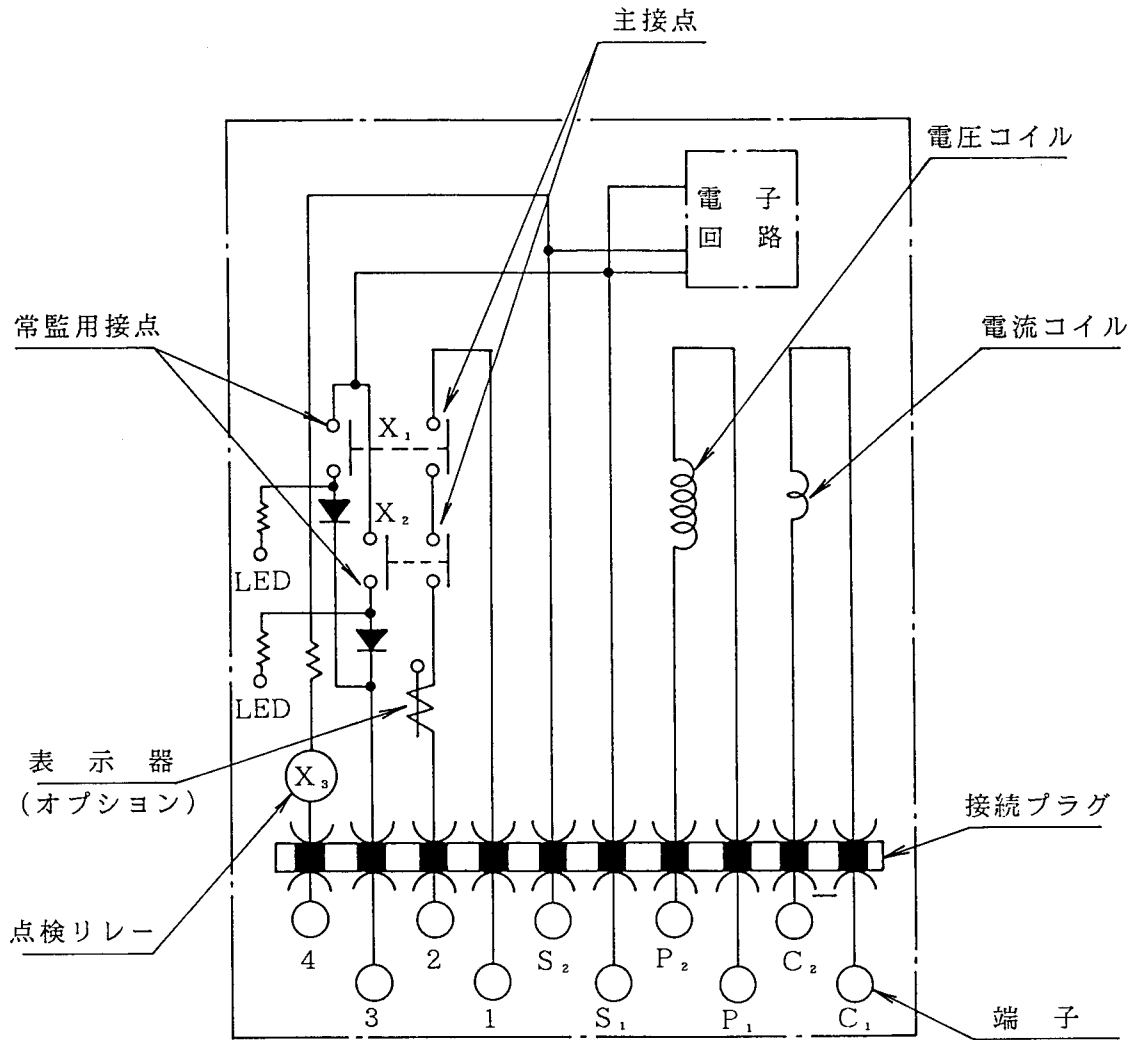 主接点
電圧コイル
電 子
回 路
常監用接点
電流コイル
X₁
X₂
LED
LED
表 示 器
(オプション)
X₃
接続プラグ
点検リレー
4 2 S₂ P₂ C₂
3 1 S₁ P₁ C₁
端 子